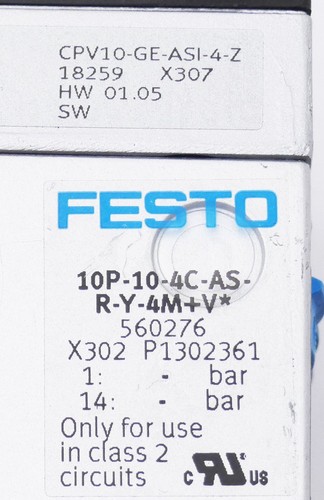 CPV10-GE-ASI-4-Z
18259 X307
HW 01.05
SW
FESTO
10P-10-4C-AS-
R-Y-4M+V*
560276
X302 P1302361
1: - bar
14: - bar
Only for use
in class 2
circuits c RU US